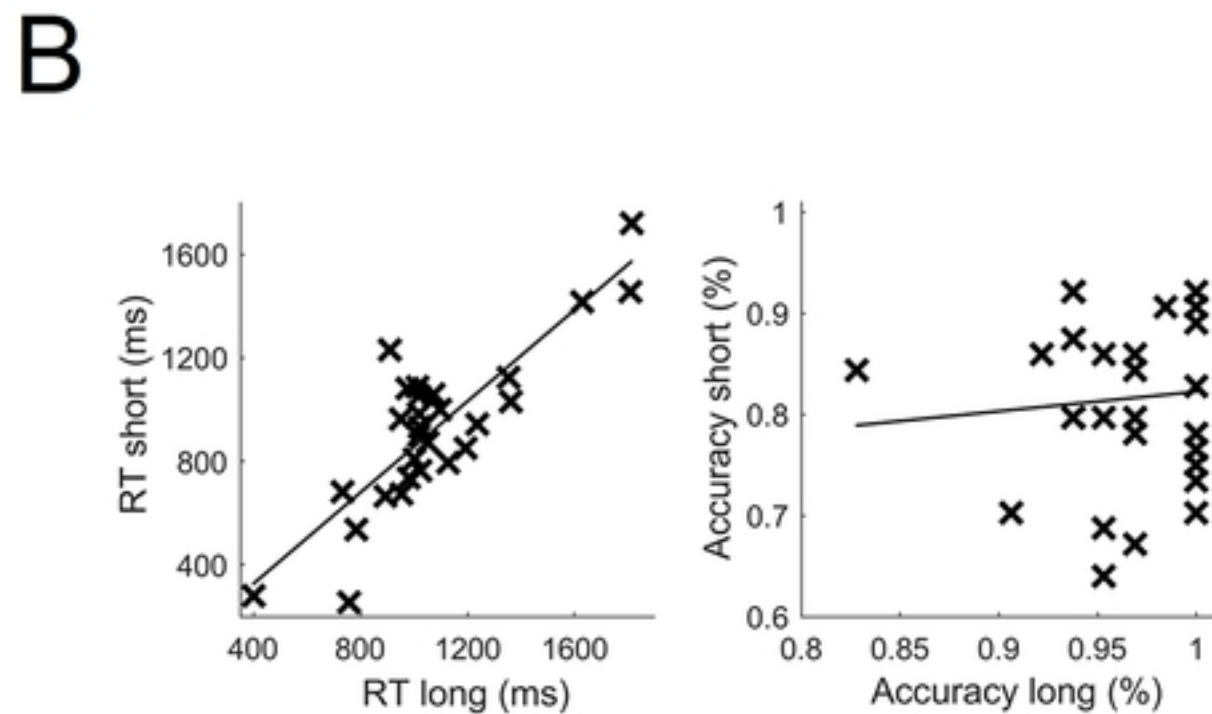 B
RT short (ms)
1600
1200
800
400
400 800 1200 1600
RT long (ms)
Accuracy short (%)
1
0.9
0.8
0.7
0.6
0.8 0.85 0.9 0.95 1
Accuracy long (%)